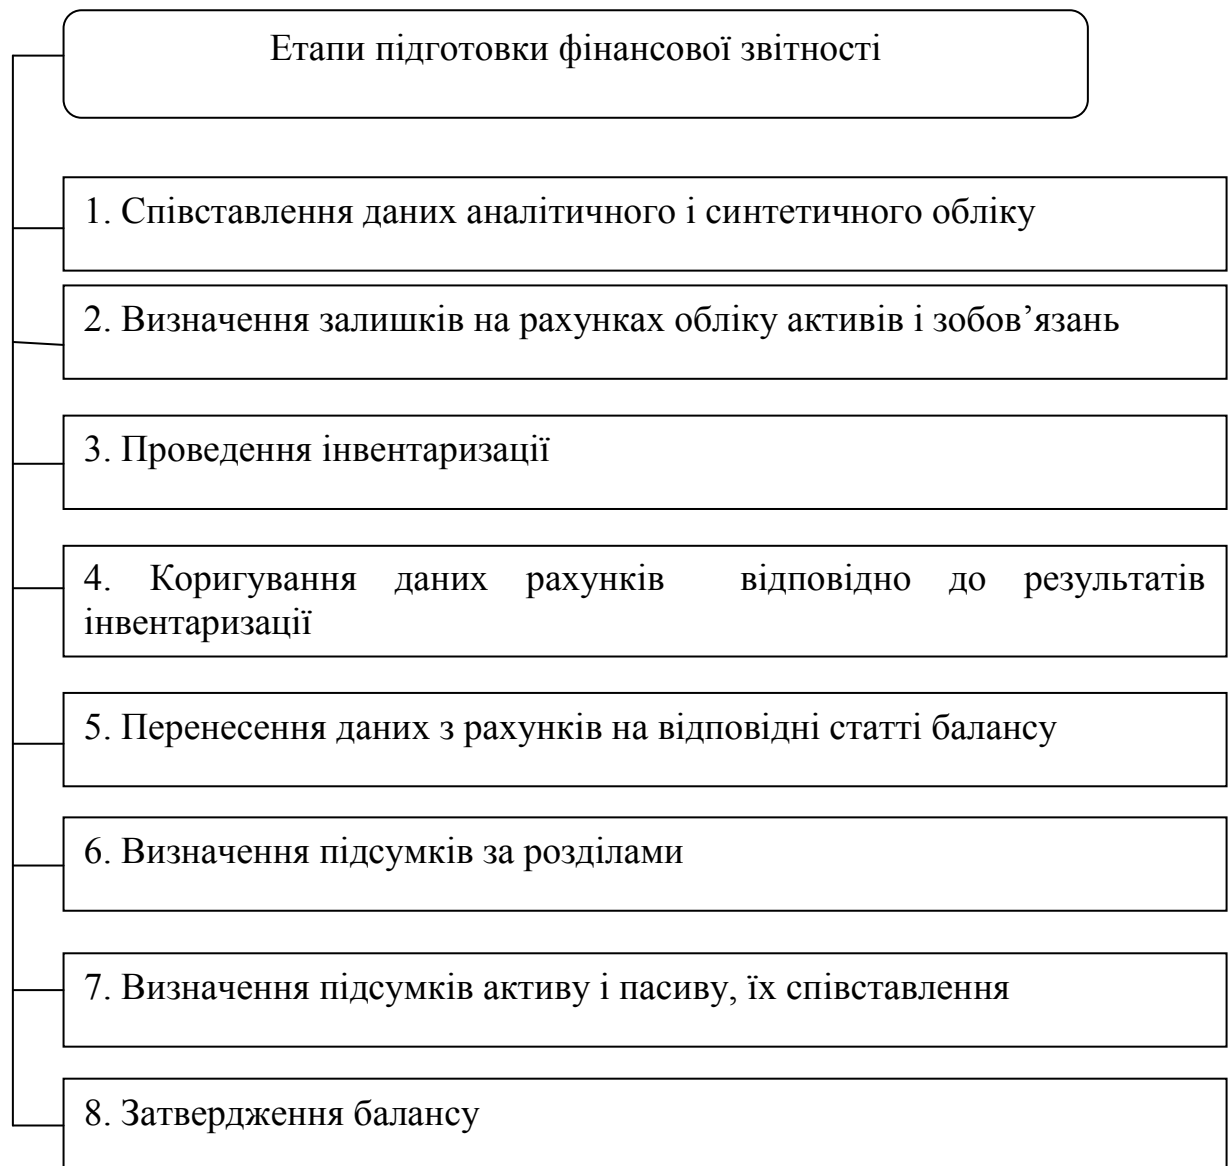 Етапи підготовки фінансової звітності
1. Співставлення даних аналітичного і синтетичного обліку
2. Визначення залишків на рахунках обліку активів і зобов’язань
3. Проведення інвентаризації
4. Коригування даних рахунків відповідно до результатів
інвентаризації
5. Перенесення даних з рахунків на відповідні статті балансу
6. Визначення підсумків за розділами
7. Визначення підсумків активу і пасиву, їх співставлення
8. Затвердження балансу